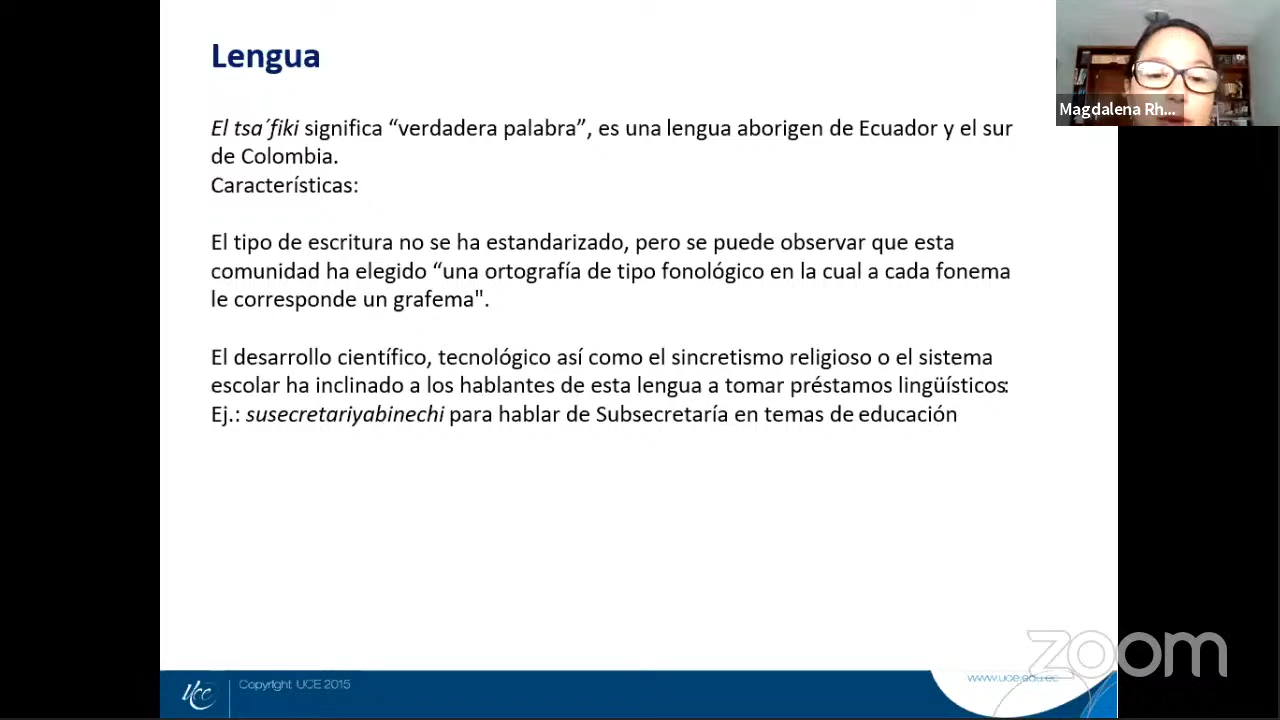 Lengua
El tsa´fiki significa “verdadera palabra”, es una lengua aborigen de Ecuador y el sur
de Colombia.
Características:
El tipo de escritura no se ha estandarizado, pero se puede observar que esta
comunidad ha elegido “una ortografía de tipo fonológico en la cual a cada fonema
le corresponde un grafema".
El desarrollo científico, tecnológico así como el sincretismo religioso o el sistema
escolar ha inclinado a los hablantes de esta lengua a tomar préstamos lingüísticos:
Ej.: susecretariyabinechi para hablar de Subsecretaría en temas de educación
Magdalena Rh...
zoom
UCC
Copyright UCE 2015
www.uce.edu.ec